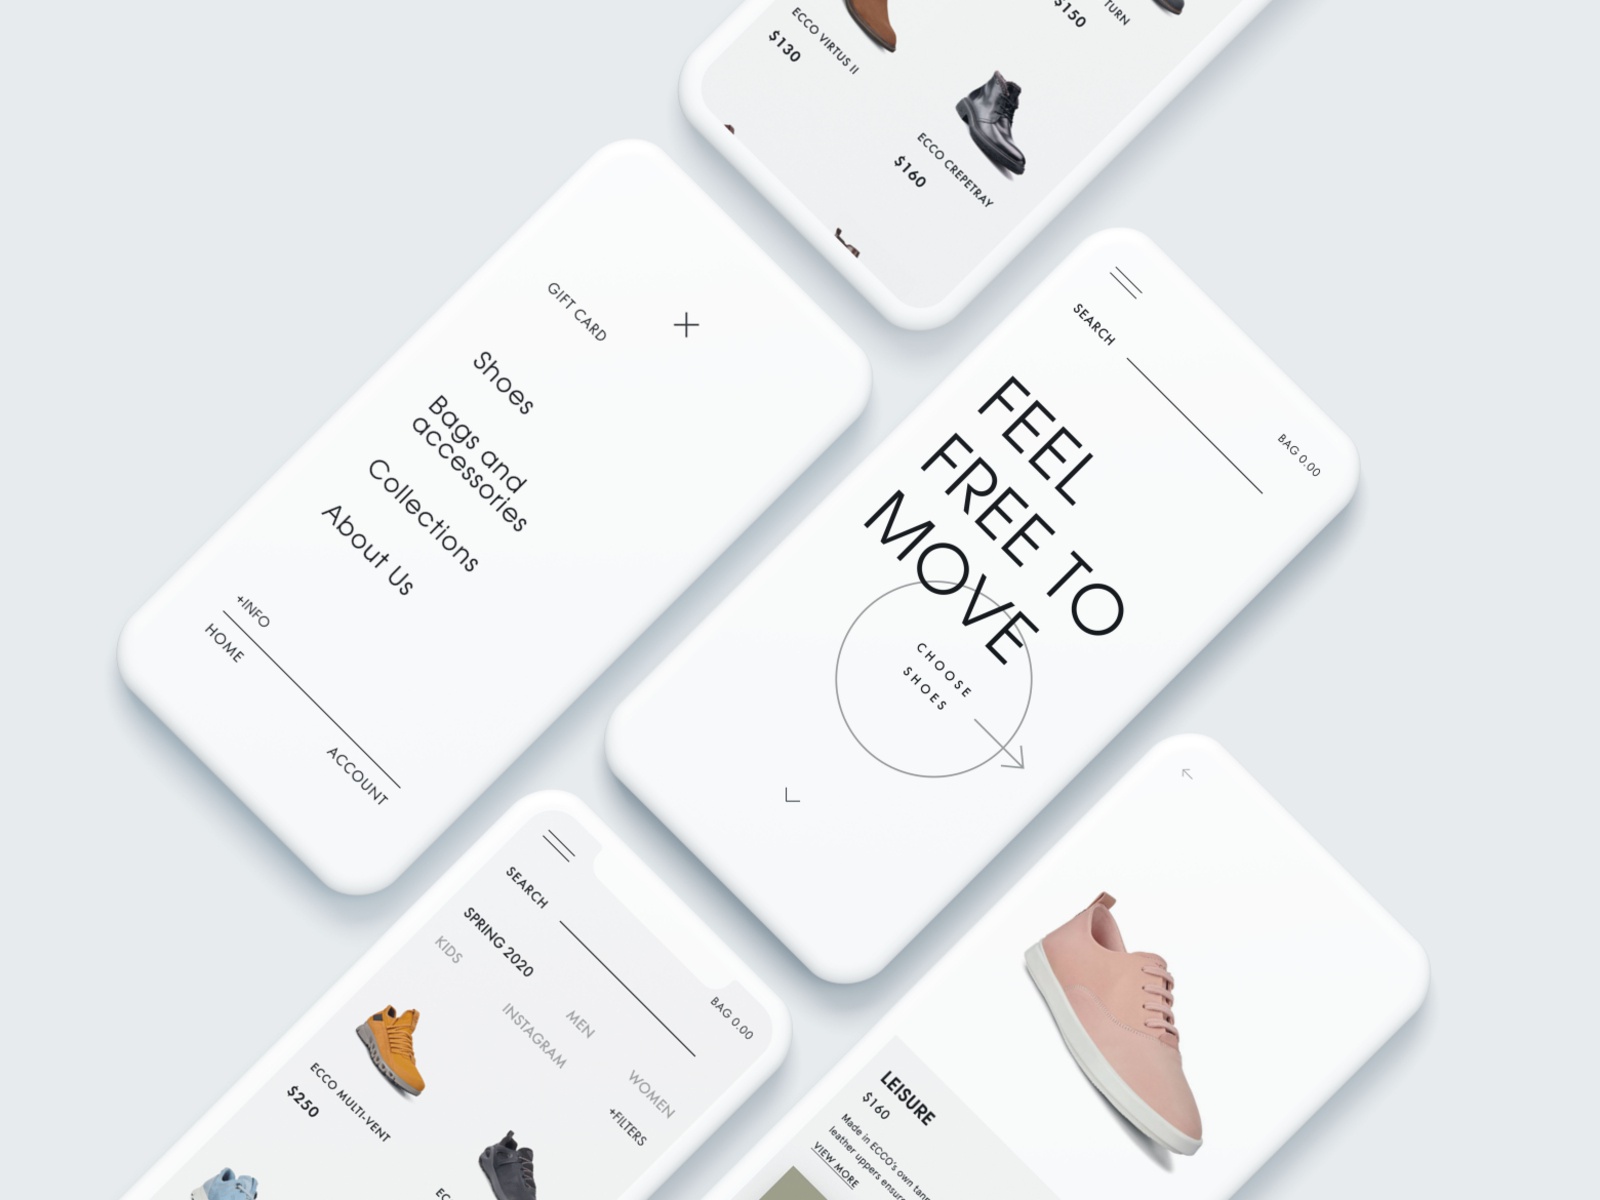 ECCO VIRTUS II
$130
$150
TURN
ECCO CREPETRAY
$160
GIFT CARD
Shoes
Bags and
accessories
Collections
About Us
+INFO
HOME
ACCOUNT
SEARCH
BAG 0.00
FEEL
FREE TO
MOVE
CHOOSE
SHOES
SEARCH
BAG 0.00
SPRING 2020
KIDS
MEN
INSTAGRAM
WOMEN
+FILTERS
ECCO MULTI-VENT
$250
EC
LEISURE
$160
Made in ECCO's own tann
leather uppers ensure
VIEW MORE